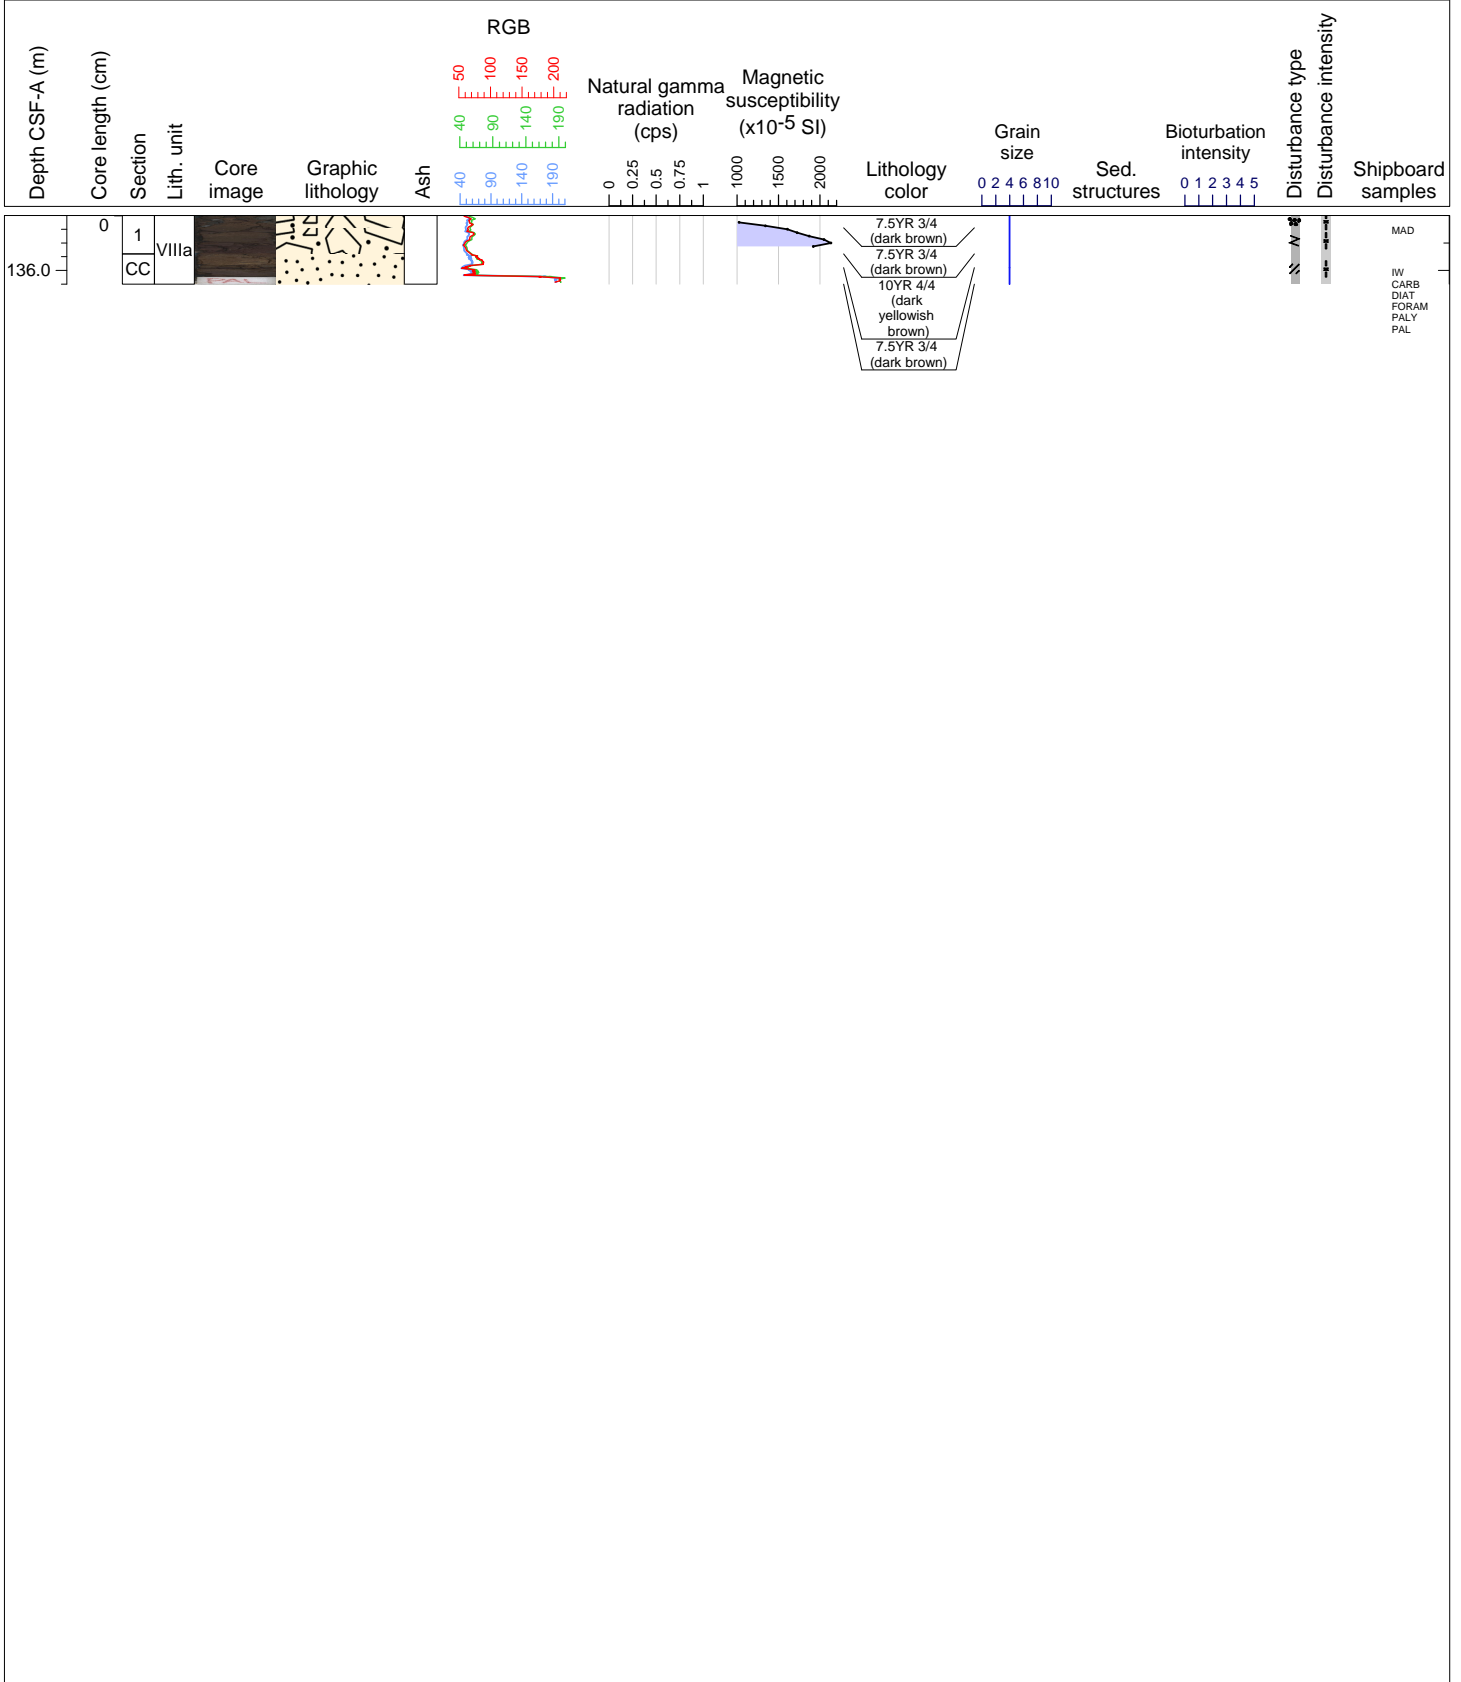 RGB
Depth CSF-A (m)
Core length (cm)
Section
Lith. unit
Core
image
Graphic
lithology
Ash
50 100 150 200
40 90 140 190
40 90 140 190
Natural gamma
radiation
(cps)
0 0.25 0.5 0.75 1
Magnetic
susceptibility
(x10-5 SI)
1000 1500 2000
Lithology
color
Grain
size
0 2 4 6 8 10
Sed.
structures
Bioturbation
intensity
0 1 2 3 4 5
Disturbance type
Disturbance intensity
Shipboard
samples
0
136.0
1
CC
VIIIa
PAL
7.5YR 3/4
(dark brown)
7.5YR 3/4
(dark brown)
10YR 4/4
(dark
yellowish
brown)
7.5YR 3/4
(dark brown)
MAD
IW
CARB
DIAT
FORAM
PALY
PAL